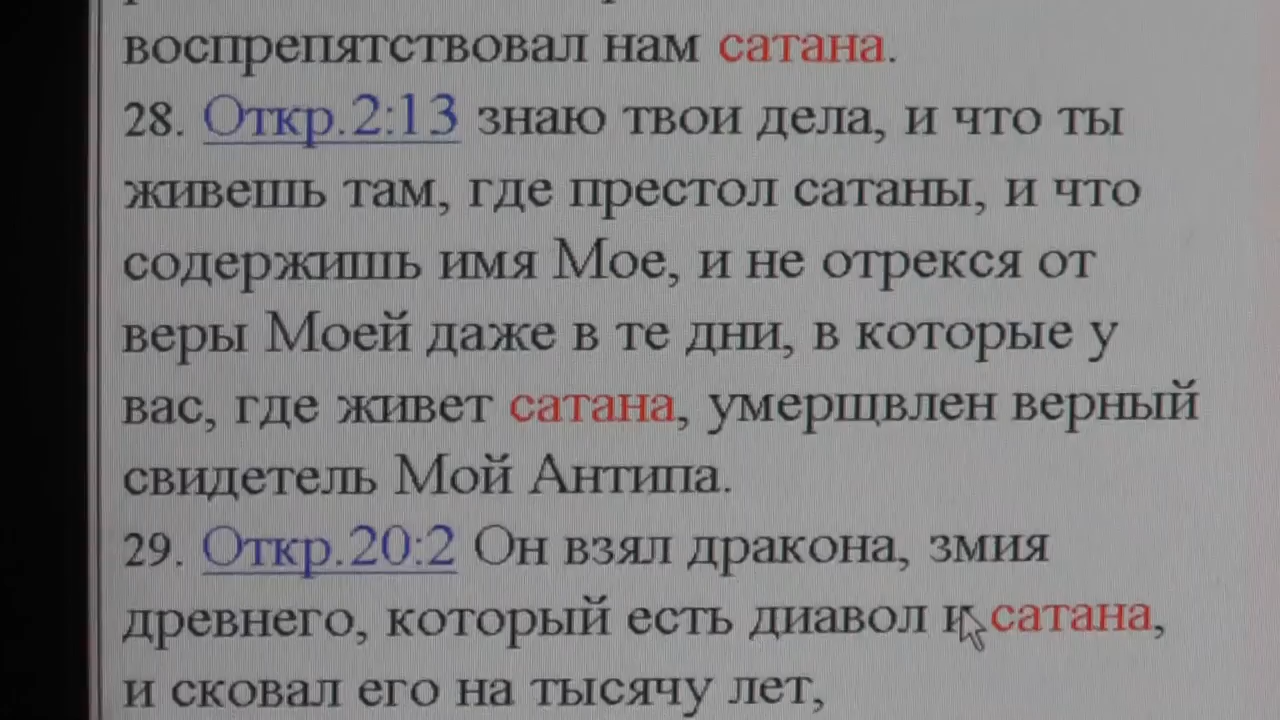 воспрепятствовал нам сатана.
28. Откр.2:13 знаю твои дела, и что ты
живешь там, где престол сатаны, и что
содержишь имя Мое, и не отрекся от
веры Моей даже в те дни, в которые у
вас, где живет сатана, умерщвлен верный
свидетель Мой Антипа.
29. Откр.20:2 Он взял дракона, змия
древнего, который есть диавол и сатана,
и сковал его на тысячу лет,